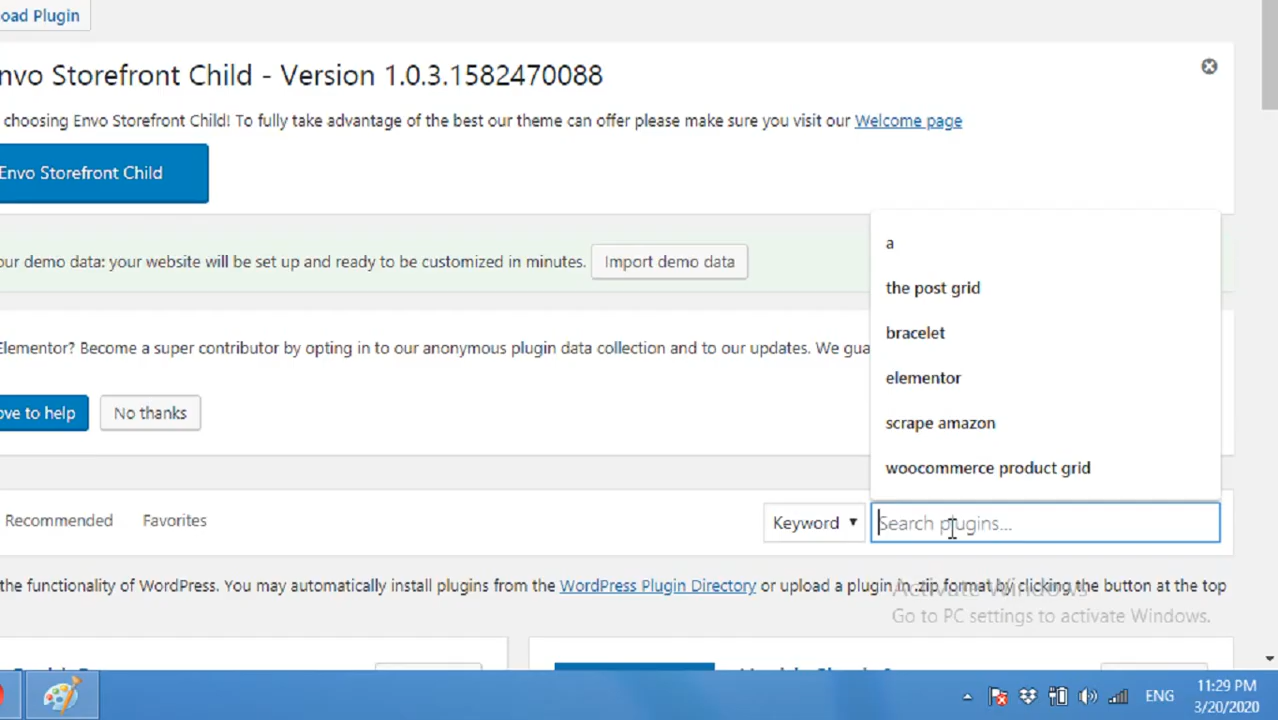 oad Plugin
nvo Storefront Child - Version 1.0.3.1582470088
choosing Envo Storefront Child! To fully take advantage of the best our theme can offer please make sure you visit our Welcome page
Envo Storefront Child
our demo data: your website will be set up and ready to be customized in minutes. Import demo data
a
the post grid
bracelet
elementor
scrape amazon
woocommerce product grid
Elementor? Become a super contributor by opting in to our anonymous plugin data collection and to our updates. We gua
ove to help No thanks
Recommended Favorites Keyword Search plugins...
the functionality of WordPress. You may automatically install plugins from the WordPress Plugin Directory or upload a plugin in .zip format by clicking the button at the top
Activate Windows
Go to PC settings to activate Windows.
ENG
11:29 PM
3/20/2020